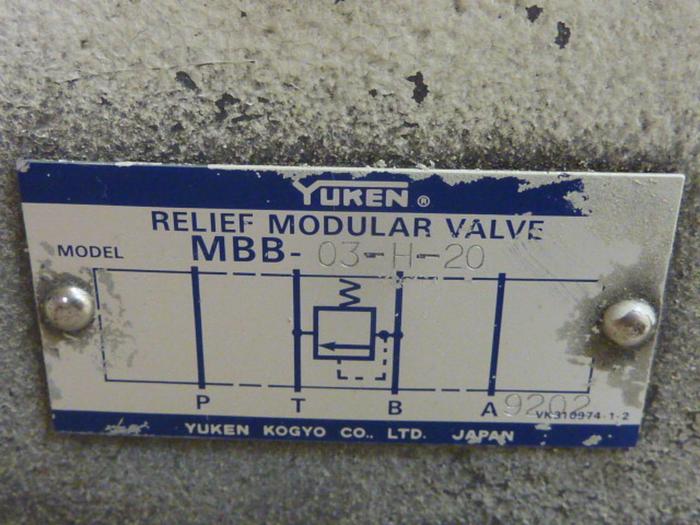 YUKEN ®
RELIEF MODULAR VALVE
MODEL MBB- 03-H-20
P T B A 9202
VK310974-1-2
YUKEN KOGYO CO., LTD. JAPAN